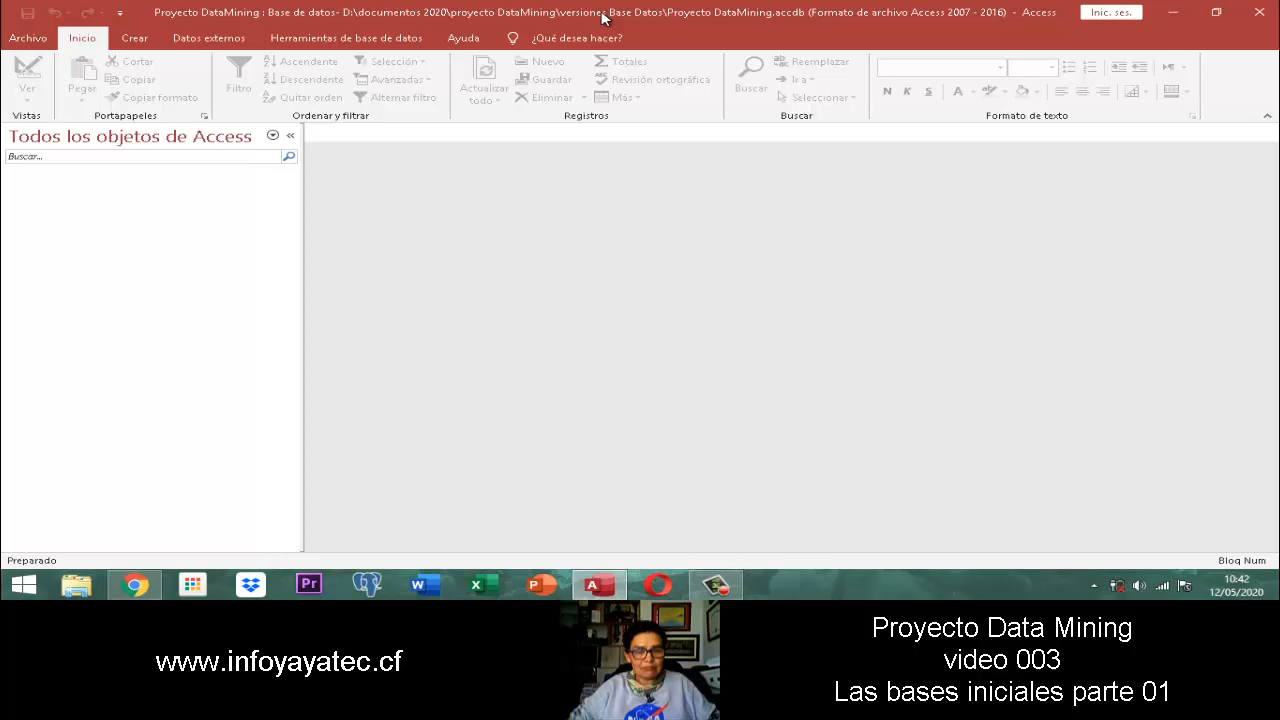 Proyecto DataMining : Base de datos- D:\documentos 2020\proyecto DataMining\versiones Base Datos\Proyecto DataMining.accdb (Formato de archivo Access 2007 - 2016) - Access
Inic. ses.
Archivo Inicio Crear Datos externos Herramientas de base de datos Ayuda ¿Qué desea hacer?
Ver
Vistas
Pegar
Cortar
Copiar
Copiar formato
Portapapeles
Filtro
Ascendente
Descendente
Quitar orden
Selección
Avanzadas
Alternar filtro
Ordenar y filtrar
Actualizar
todo
Nuevo
Guardar
Eliminar
Totales
Revisión ortográfica
Más
Registros
Buscar
Reemplazar
Ir a
Seleccionar
Buscar
N K S A
Formato de texto
Todos los objetos de Access
Buscar...
Preparado
Bloq Num
Pr
W
X
P
A
10:42
12/05/2020
www.infoyayatec.cf
Proyecto Data Mining
video 003
Las bases iniciales parte 01